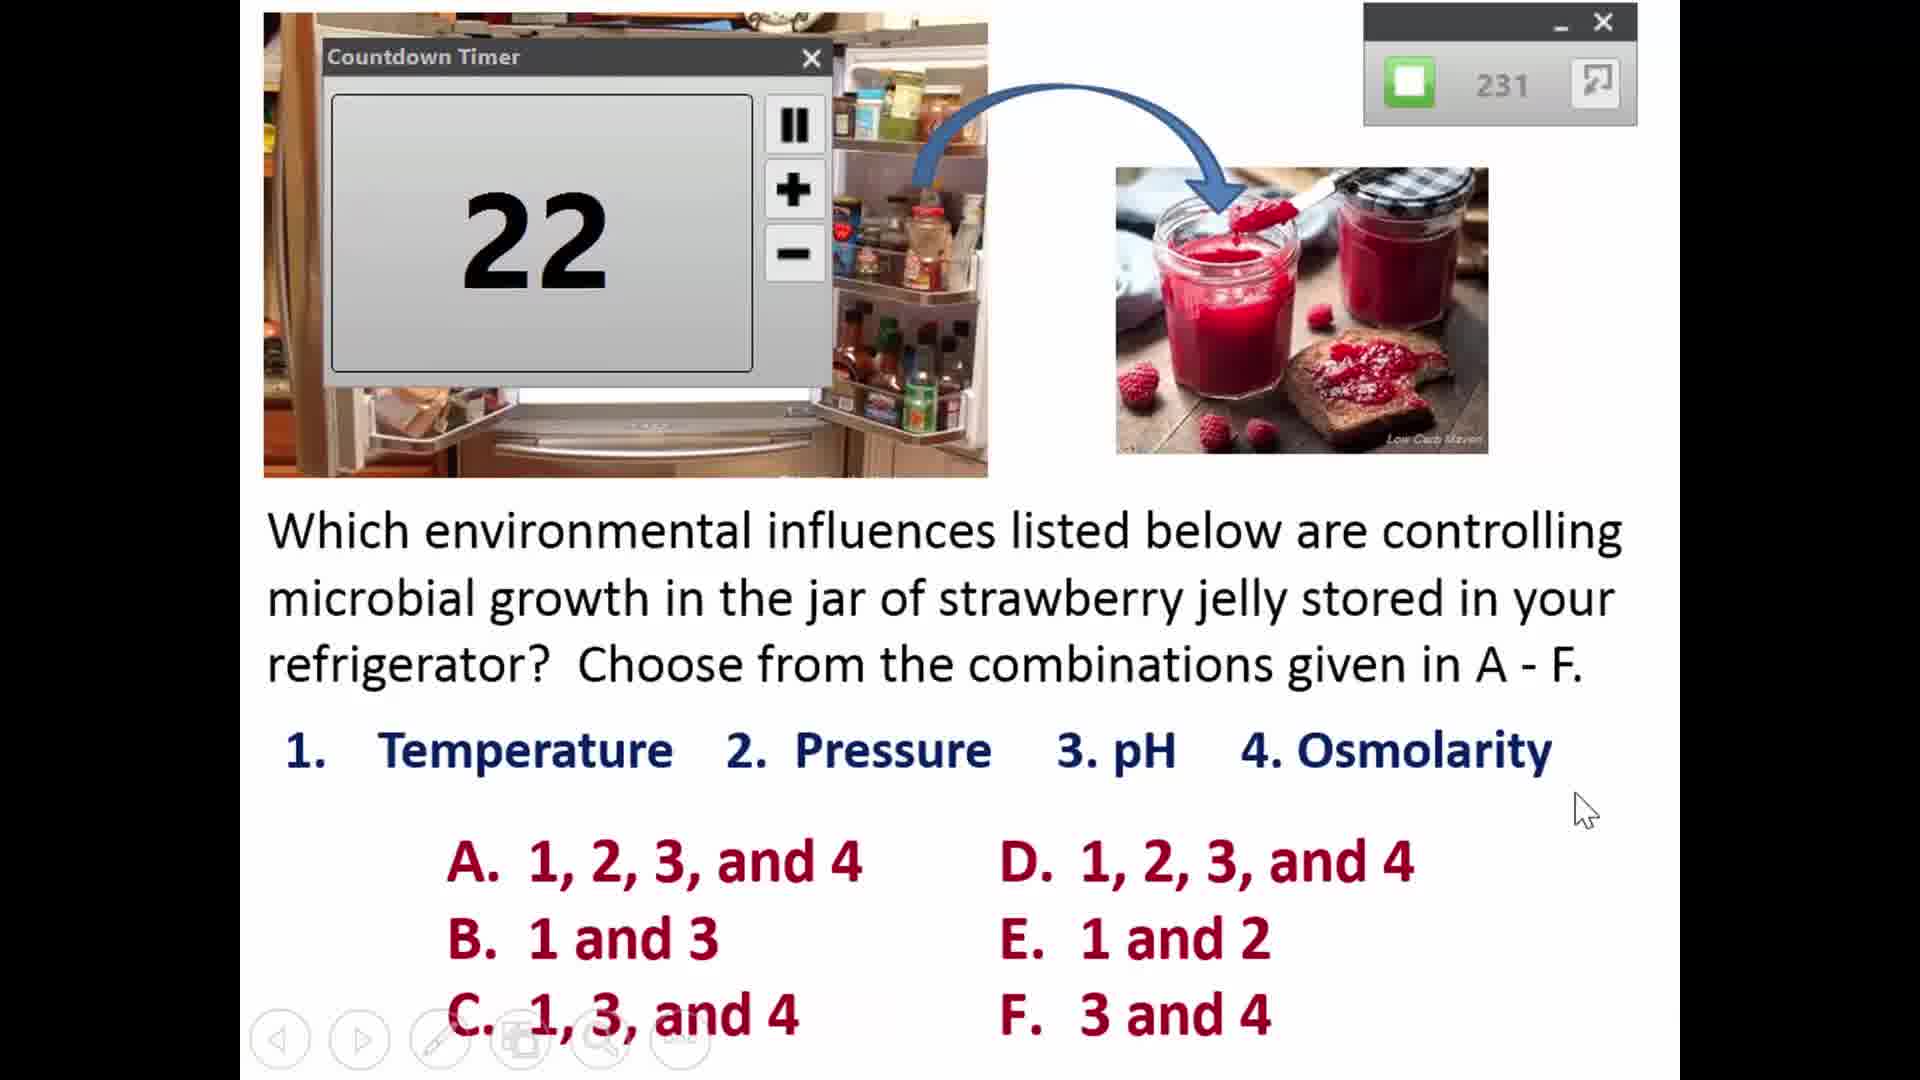 Countdown Timer
22
231
Low Carb Maven
Which environmental influences listed below are controlling
microbial growth in the jar of strawberry jelly stored in your
refrigerator?  Choose from the combinations given in A - F.
1. Temperature 2. Pressure 3. pH 4. Osmolarity
A. 1, 2, 3, and 4
B. 1 and 3
C. 1, 3, and 4
D. 1, 2, 3, and 4
E. 1 and 2
F. 3 and 4